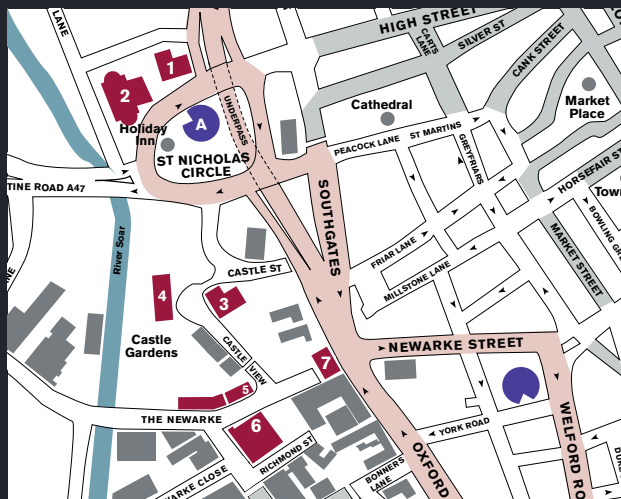 LANE
HIGH STREET
CARTS
LANE
SILVER ST
CANK STREET
1
2
UNDERPASS
A
Holiday
Inn
ST NICHOLAS
CIRCLE
Cathedral
Market
Place
PEACOCK LANE
ST MARTINS
GREYFRIARS
HORSEFAIR ST
TINE ROAD A47
SOUTHGATES
Town
BOWLING GR
River Soar
FRIAR LANE
MARKET STREET
CASTLE ST
MILLSTONE LANE
4
3
Castle
Gardens
CASTLE
VIEW
NEWARKE STREET
7
5
THE NEWARKE
6
YORK ROAD
WELFORD RO
RICHMOND ST
OXFORD
BONNERS
LANE
ARKE CLOSE